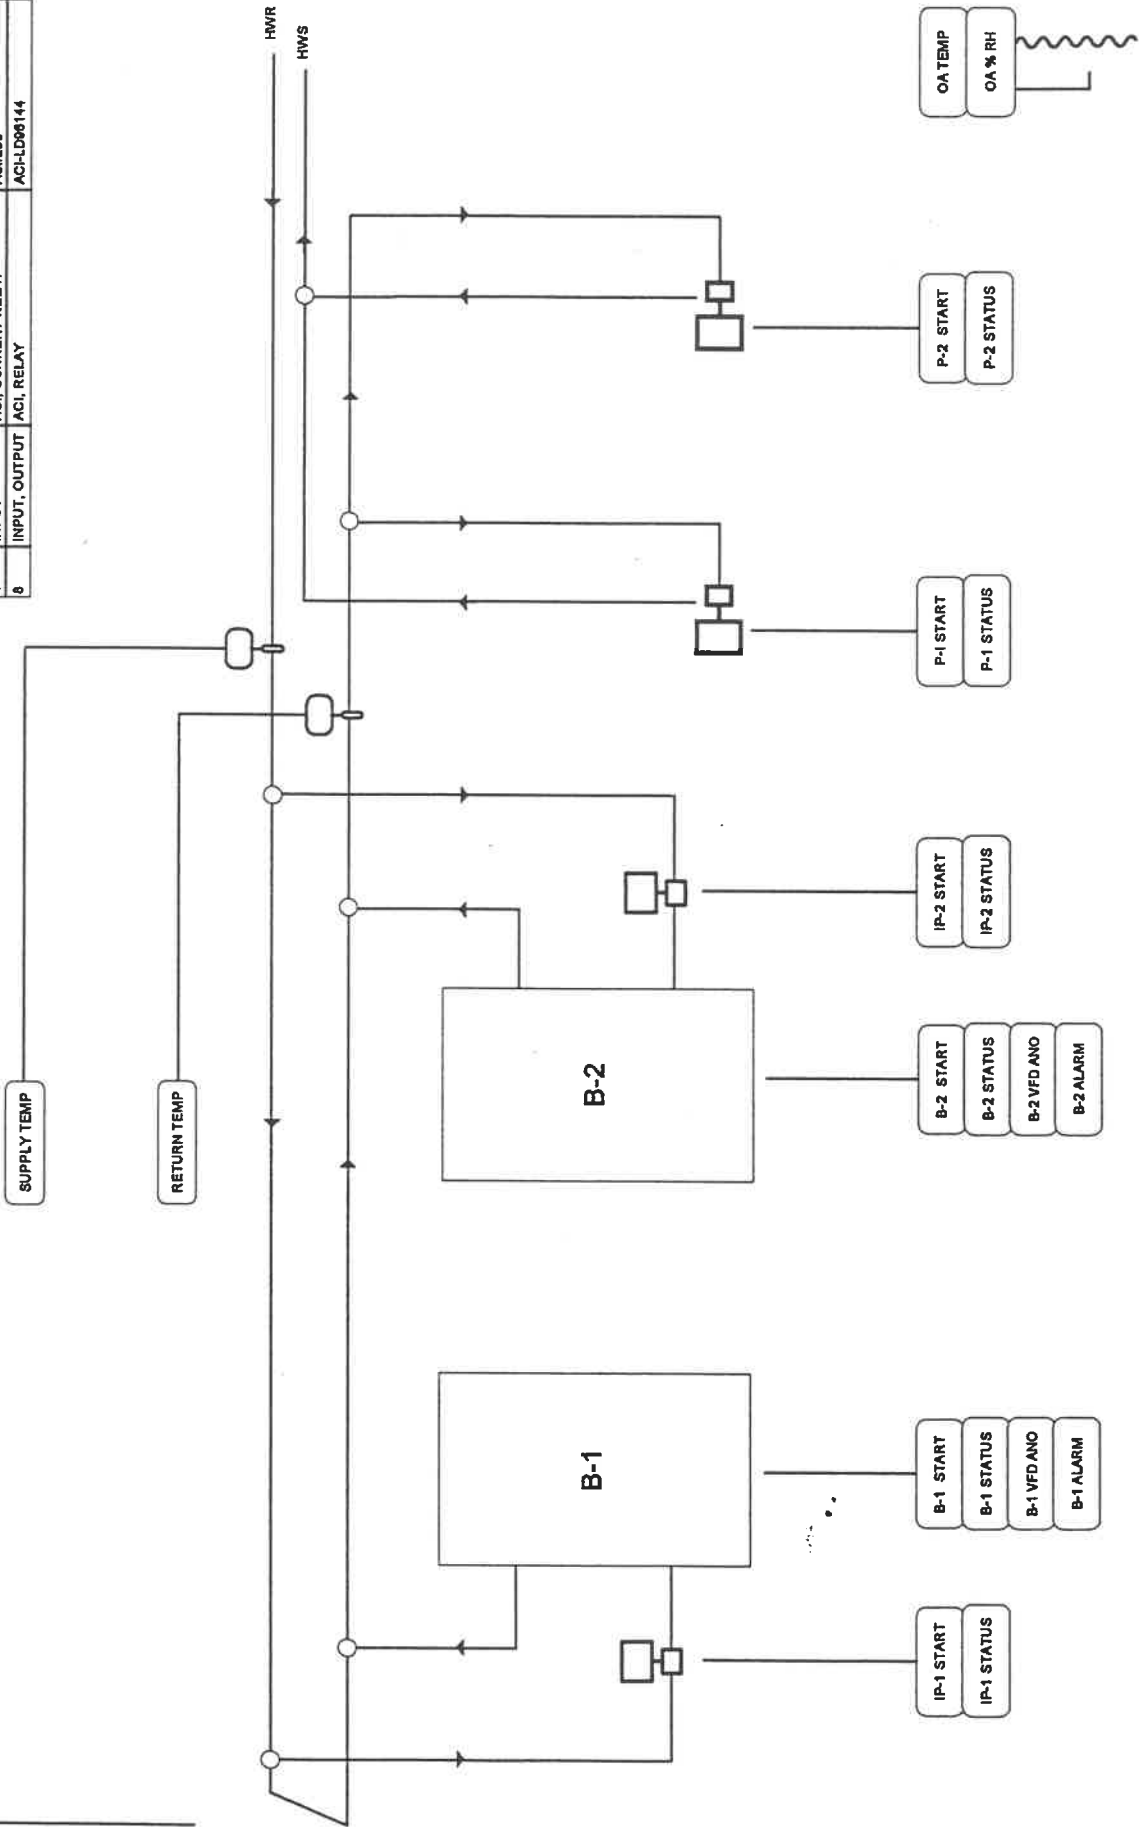 8 INPUT, OUTPUT ACI, RELAY ACI-LD96144
SUPPLY TEMP
RETURN TEMP
HWR
HWS
B-1
B-2
IP-1 START
IP-1 STATUS
B-1 START
B-1 STATUS
B-1 VFD ANO
B-1 ALARM
B-2 START
B-2 STATUS
B-2 VFD ANO
B-2 ALARM
IP-2 START
IP-2 STATUS
P-I START
P-1 STATUS
P-2 START
P-2 STATUS
OA TEMP
OA % RH